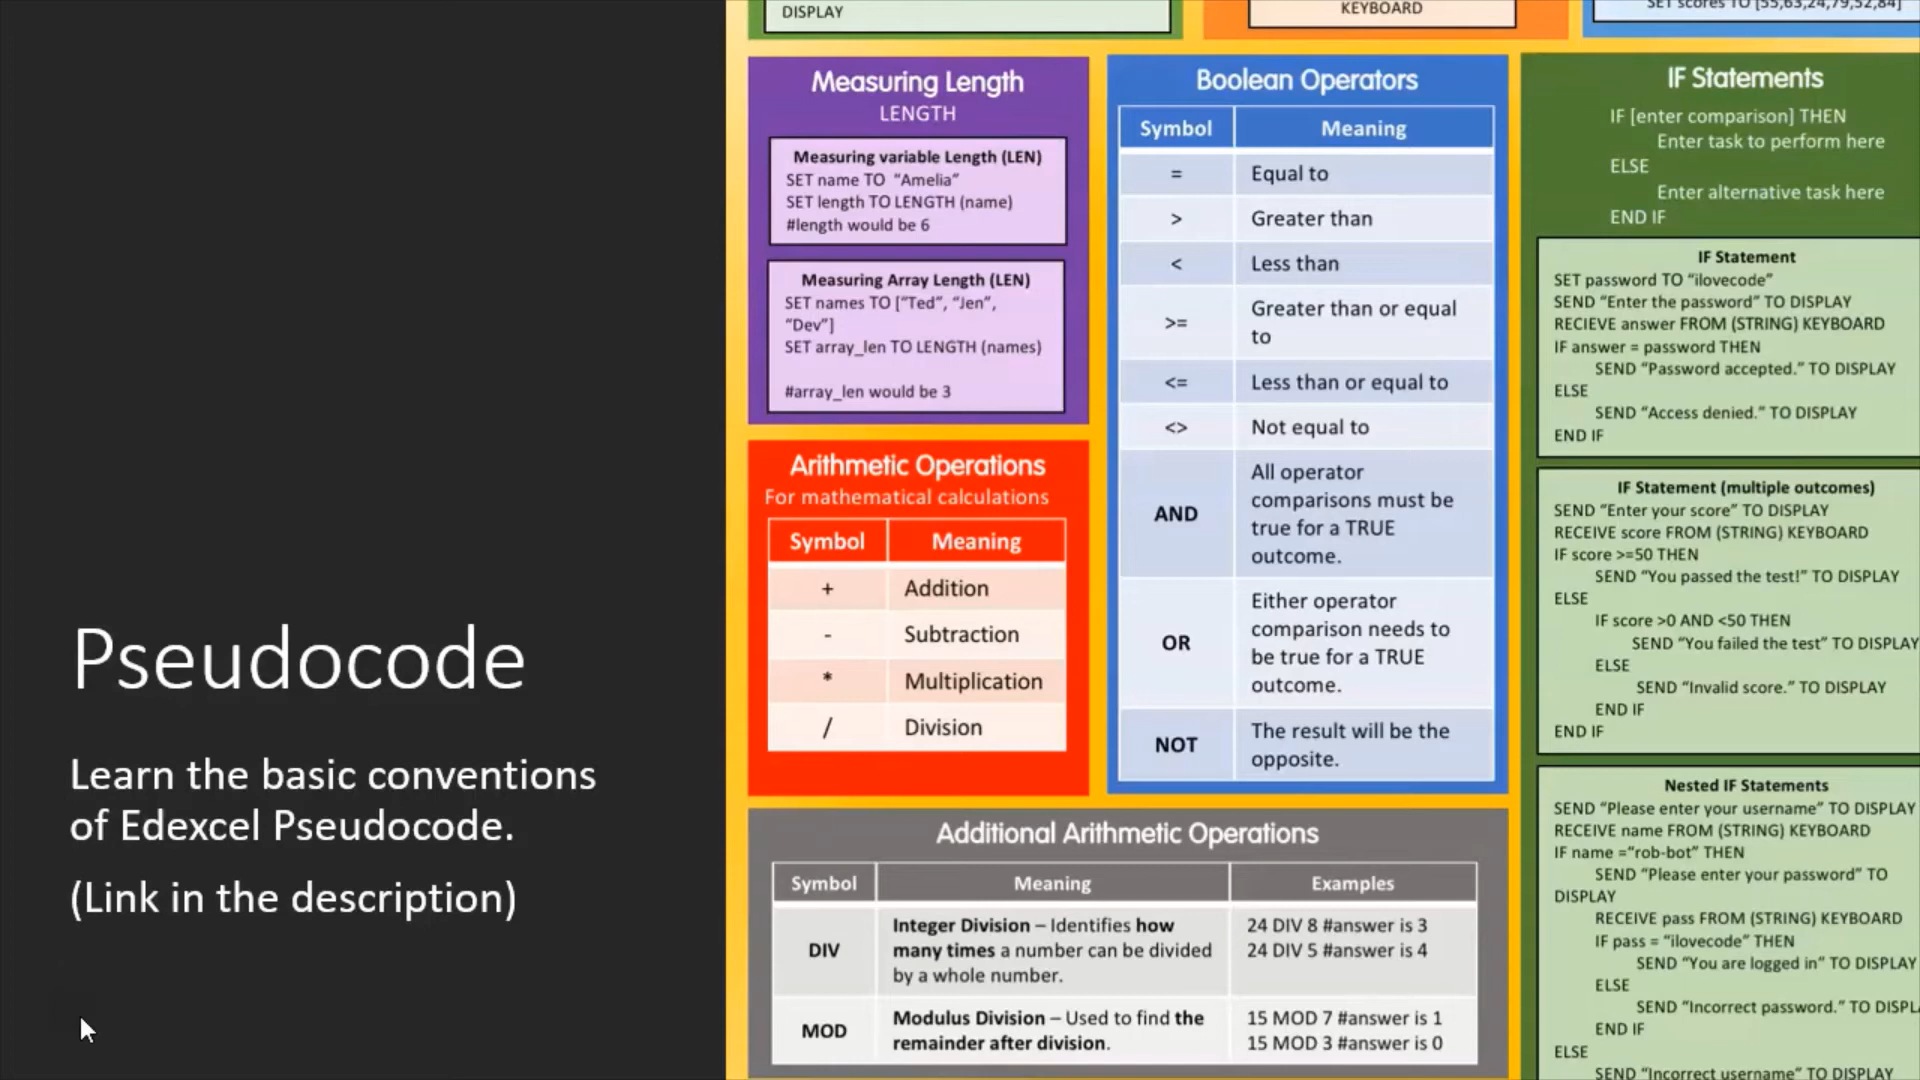 Pseudocode
Learn the basic conventions
of Edexcel Pseudocode.
(Link in the description)
DISPLAY
KEYBOARD
SET scores TO [55,63,24,79,52,84]
Measuring Length
LENGTH
Measuring variable Length (LEN)
SET name TO “Amelia”
SET length TO LENGTH (name)
#length would be 6
Measuring Array Length (LEN)
SET names TO [“Ted”, “Jen”,
“Dev”]
SET array_len TO LENGTH (names)
#array_len would be 3
Arithmetic Operations
For mathematical calculations
Symbol Meaning
+ Addition
- Subtraction
* Multiplication
/ Division
Boolean Operators
Symbol Meaning
= Equal to
> Greater than
< Less than
>= Greater than or equal
to
<= Less than or equal to
<> Not equal to
AND All operator
comparisons must be
true for a TRUE
outcome.
OR Either operator
comparison needs to
be true for a TRUE
outcome.
NOT The result will be the
opposite.
Additional Arithmetic Operations
Symbol Meaning Examples
DIV Integer Division – Identifies how
many times a number can be divided
by a whole number.
24 DIV 8 #answer is 3
24 DIV 5 #answer is 4
MOD Modulus Division – Used to find the
remainder after division.
15 MOD 7 #answer is 1
15 MOD 3 #answer is 0
IF Statements
IF [enter comparison] THEN
Enter task to perform here
ELSE
Enter alternative task here
END IF
IF Statement
SET password TO “ilovecode”
SEND “Enter the password” TO DISPLAY
RECIEVE answer FROM (STRING) KEYBOARD
IF answer = password THEN
SEND “Password accepted.” TO DISPLAY
ELSE
SEND “Access denied.” TO DISPLAY
END IF
IF Statement (multiple outcomes)
SEND “Enter your score” TO DISPLAY
RECEIVE score FROM (STRING) KEYBOARD
IF score >=50 THEN
SEND “You passed the test!” TO DISPLAY
ELSE
IF score >0 AND <50 THEN
SEND “You failed the test” TO DISPLAY
ELSE
SEND “Invalid score.” TO DISPLAY
END IF
END IF
Nested IF Statements
SEND “Please enter your username” TO DISPLAY
RECEIVE name FROM (STRING) KEYBOARD
IF name =“rob-bot” THEN
SEND “Please enter your password” TO
DISPLAY
RECEIVE pass FROM (STRING) KEYBOARD
IF pass = “ilovecode” THEN
SEND “You are logged in” TO DISPLAY
ELSE
SEND “Incorrect password.” TO DISPL
END IF
ELSE
SEND “Incorrect username” TO DISPLAY